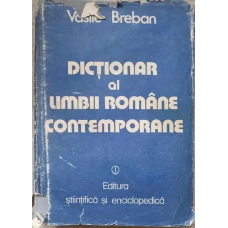 Vasile Breban
DICȚIONAR
al
LIMBII ROMÂNE
CONTEMPORANE
Editura
științifică și enciclopedică